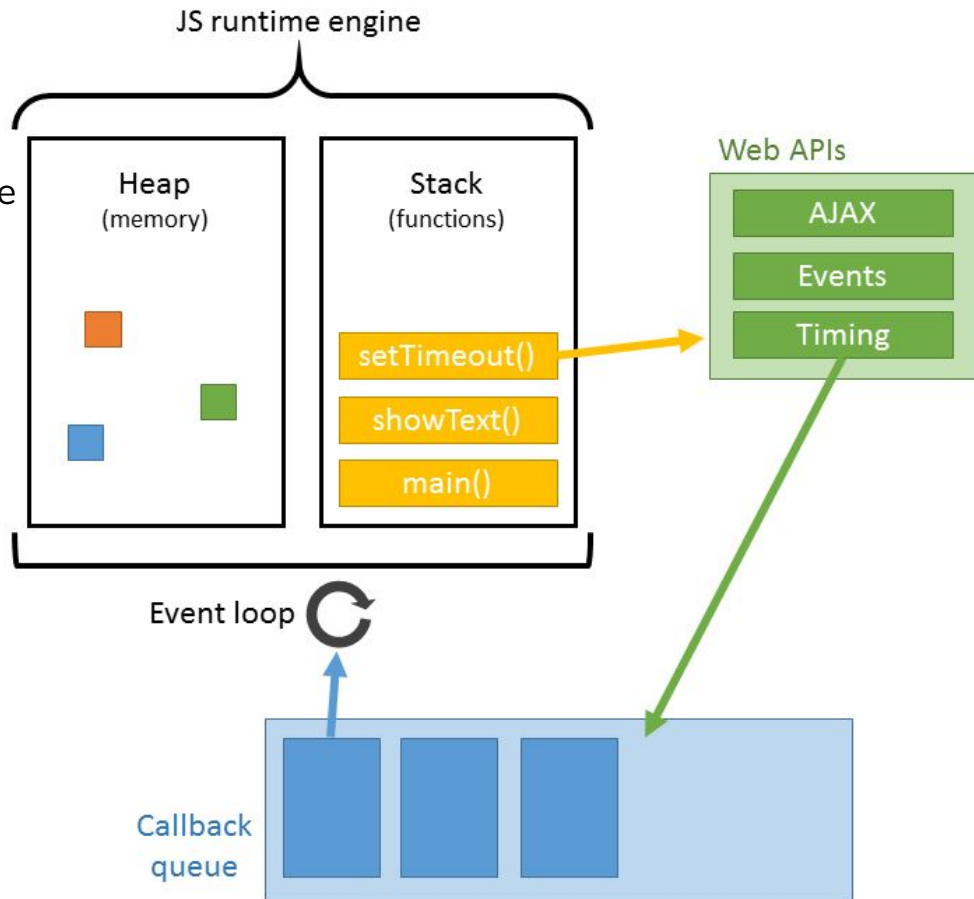 JS runtime engine
e
Heap
(memory)
Stack
(functions)
setTimeout()
showText()
main()
Web APIs
AJAX
Events
Timing
Event loop
Callback
queue